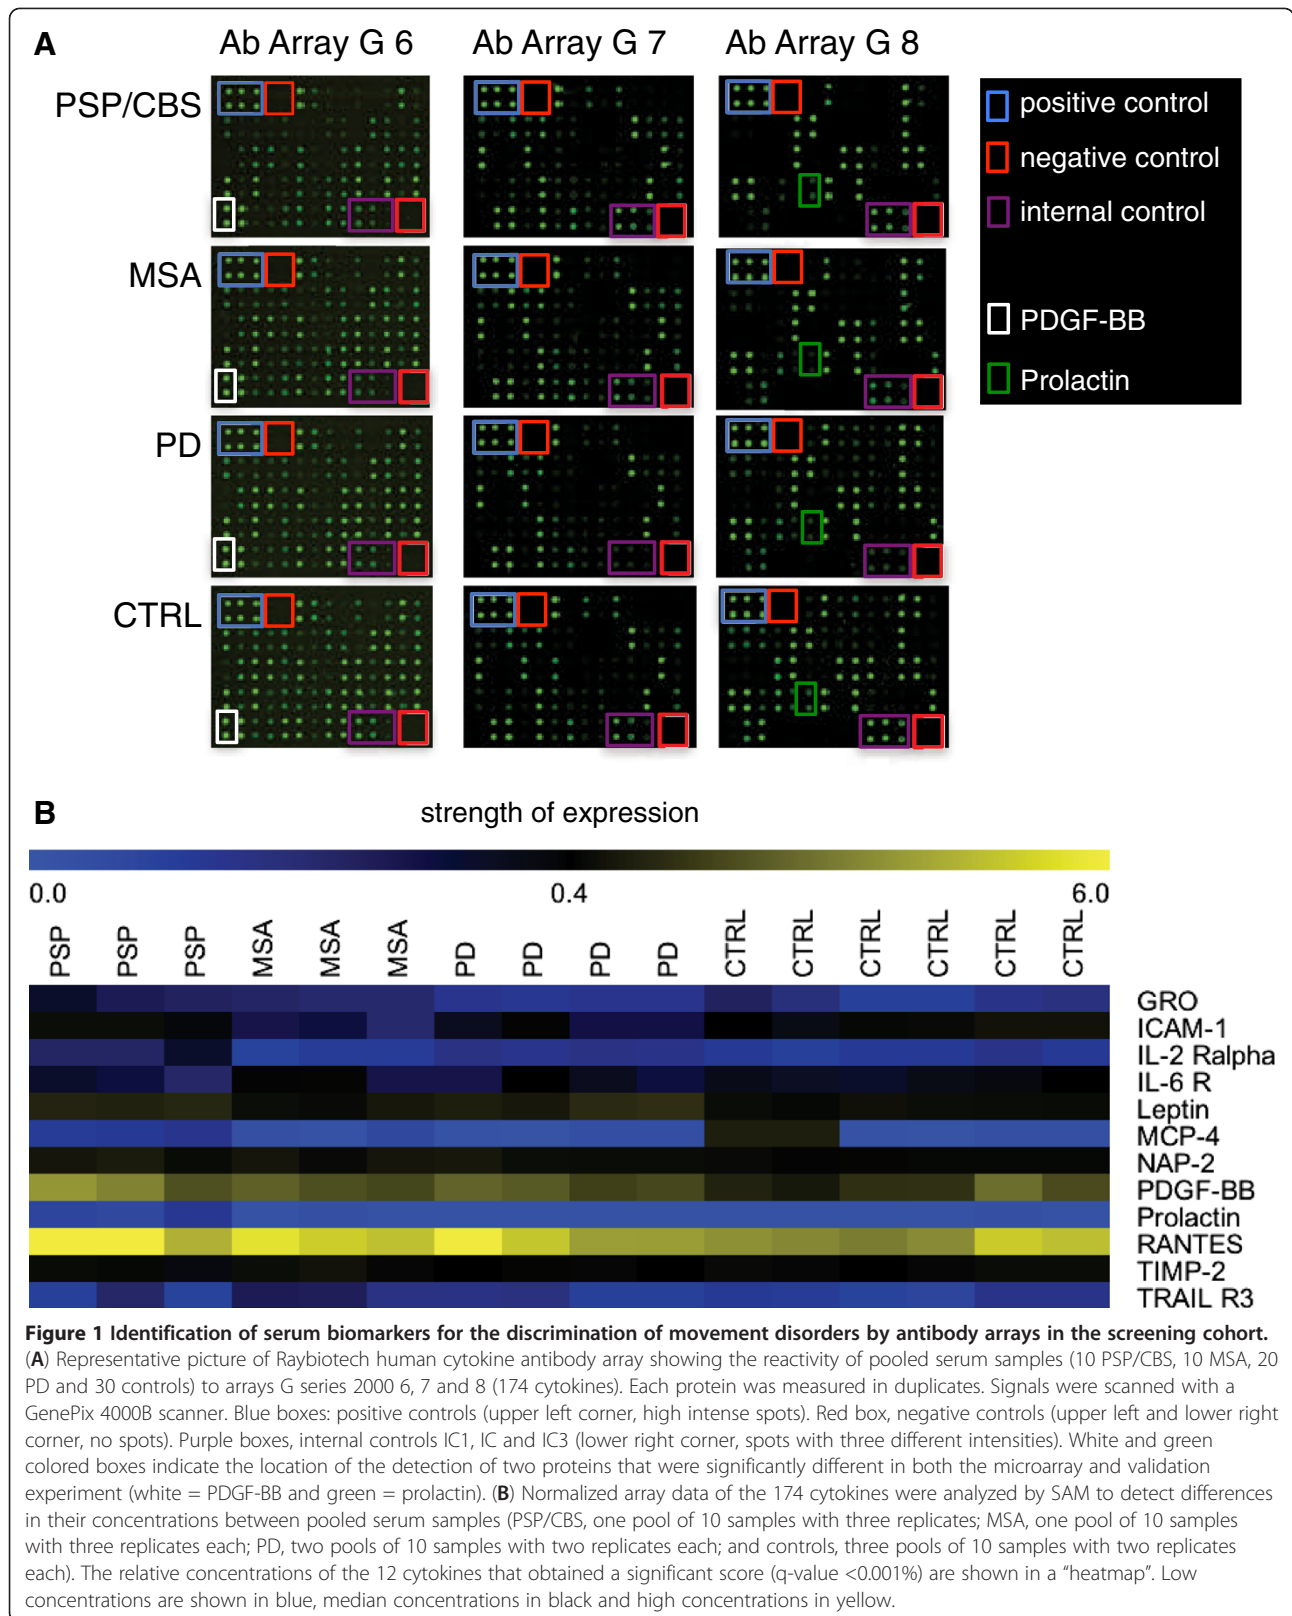 A
Ab Array G 6
Ab Array G 7
Ab Array G 8
PSP/CBS
MSA
PD
CTRL
positive control
negative control
internal control
PDGF-BB
Prolactin
B
strength of expression
0.0
0.4
6.0
PSP
PSP
PSP
MSA
MSA
MSA
PD
PD
PD
PD
CTRL
CTRL
CTRL
CTRL
CTRL
CTRL
GRO
ICAM-1
IL-2 Ralpha
IL-6 R
Leptin
MCP-4
NAP-2
PDGF-BB
Prolactin
RANTES
TIMP-2
TRAIL R3
Figure 1 Identification of serum biomarkers for the discrimination of movement disorders by antibody arrays in the screening cohort.
(A) Representative picture of Raybiotech human cytokine antibody array showing the reactivity of pooled serum samples (10 PSP/CBS, 10 MSA, 20
PD and 30 controls) to arrays G series 2000 6, 7 and 8 (174 cytokines). Each protein was measured in duplicates. Signals were scanned with a
GenePix 4000B scanner. Blue boxes: positive controls (upper left corner, high intense spots). Red box, negative controls (upper left and lower right
corner, no spots). Purple boxes, internal controls IC1, IC and IC3 (lower right corner, spots with three different intensities). White and green
colored boxes indicate the location of the detection of two proteins that were significantly different in both the microarray and validation
experiment (white = PDGF-BB and green = prolactin). (B) Normalized array data of the 174 cytokines were analyzed by SAM to detect differences
in their concentrations between pooled serum samples (PSP/CBS, one pool of 10 samples with three replicates; MSA, one pool of 10 samples
with three replicates each; PD, two pools of 10 samples with two replicates each; and controls, three pools of 10 samples with two replicates
each). The relative concentrations of the 12 cytokines that obtained a significant score (q-value <0.001%) are shown in a “heatmap”. Low
concentrations are shown in blue, median concentrations in black and high concentrations in yellow.